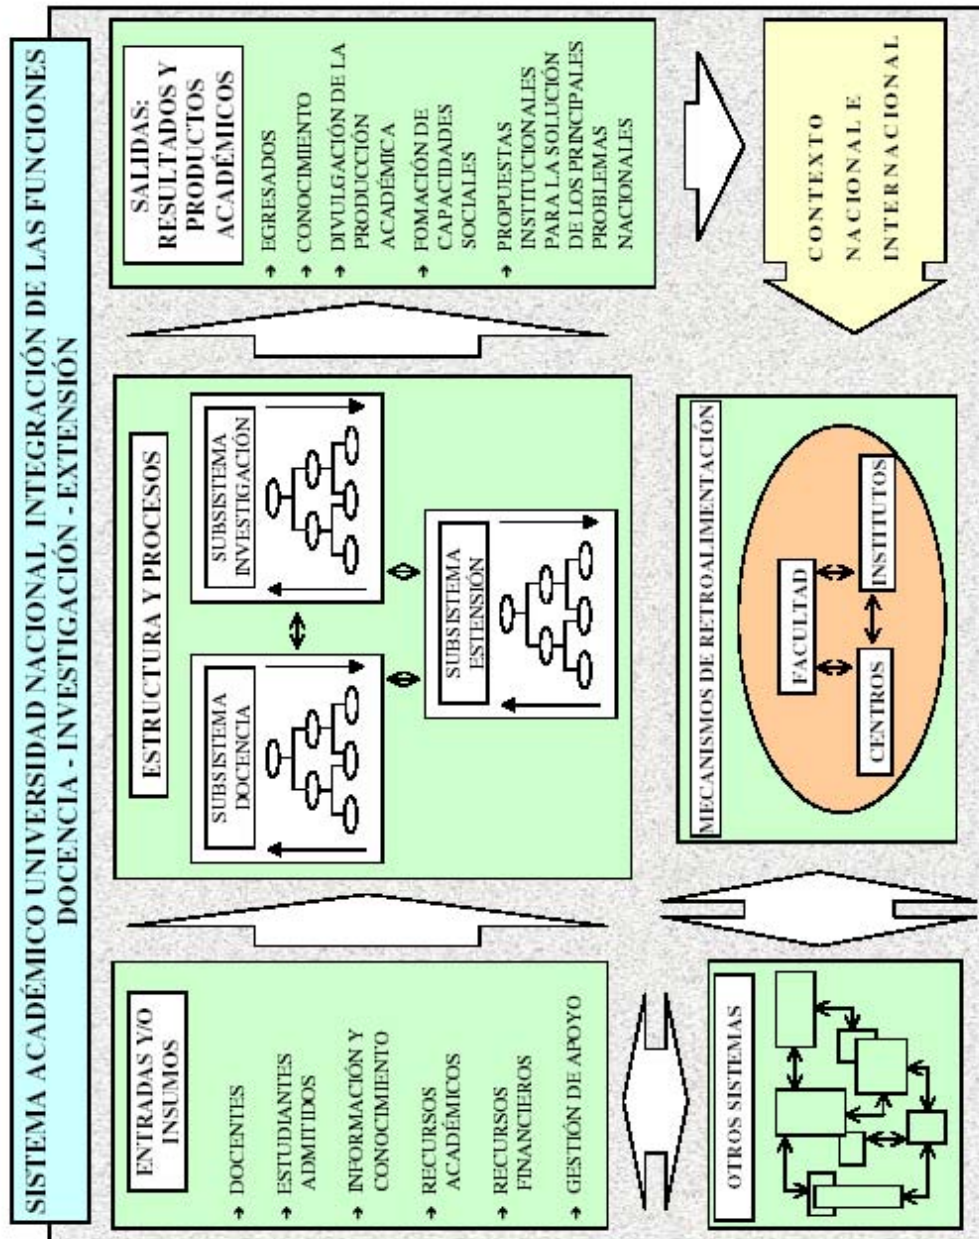 SISTEMA ACADÉMICO UNIVERSIDAD NACIONAL INTEGRACIÓN DE LAS FUNCIONES
DOCENCIA - INVESTIGACIÓN - EXTENSIÓN
ENTRADAS Y/O
INSUMOS
DOCENTES
ESTUDIANTES
ADMITIDOS
INFORMACIÓN Y
CONOCIMIENTO
RECURSOS
ACADÉMICOS
RECURSOS
FINANCIEROS
GESTIÓN DE APOYO
ESTRUCTURA Y PROCESOS
SUBSISTEMA
DOCENCIA
SUBSISTEMA
INVESTIGACIÓN
SUBSISTEMA
ESTENSIÓN
SALIDAS:
RESULTADOS Y
PRODUCTOS
ACADÉMICOS
EGRESADOS
CONOCIMIENTO
DIVULGACIÓN DE LA
PRODUCCIÓN
ACADÉMICA
FOMACIÓN DE
CAPACIDADES
SOCIALES
PROPUESTAS
INSTITUCIONALES
PARA LA SOLUCIÓN
DE LOS PRINCIPALES
PROBLEMAS
NACIONALES
OTROS SISTEMAS
MECANISMOS DE RETROALIMENTACIÓN
FACULTAD
CENTROS
INSTITUTOS
CONTEXTO
NACIONAL E
INTERNACIONAL